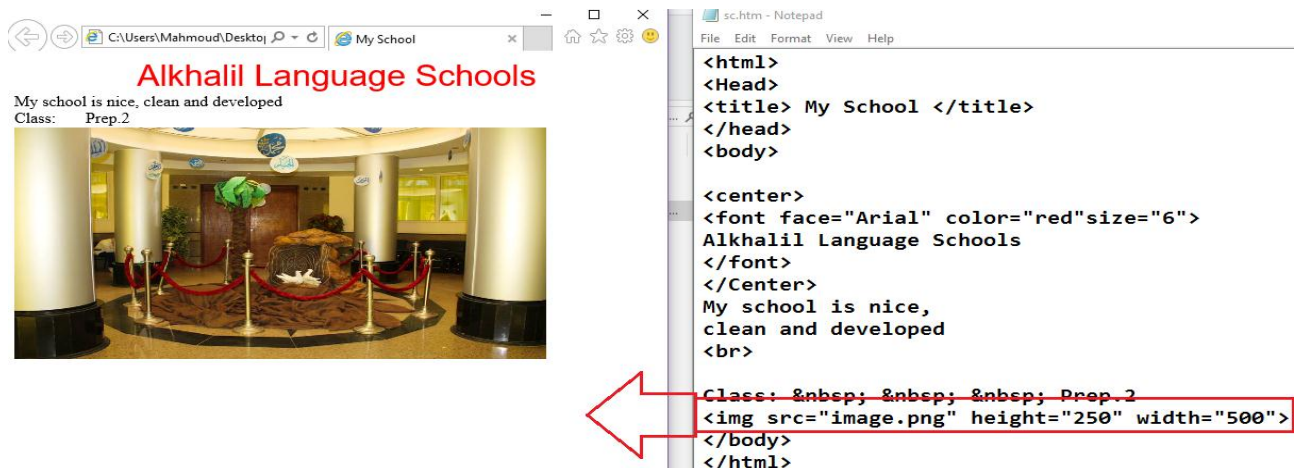 C:\Users\Mahmoud\Desktop
My School
Alkhalil Language Schools
My school is nice, clean and developed
Class: Prep.2
sc.htm - Notepad
File Edit Format View Help
<html>
<Head>
<title> My School </title>
</head>
<body>
<center>
<font face="Arial" color="red"size="6">
Alkhalil Language Schools
</font>
</Center>
My school is nice,
clean and developed
<br>
Class: &nbsp; &nbsp; &nbsp; Prep.2
<img src="image.png" height="250" width="500">
</body>
</html>